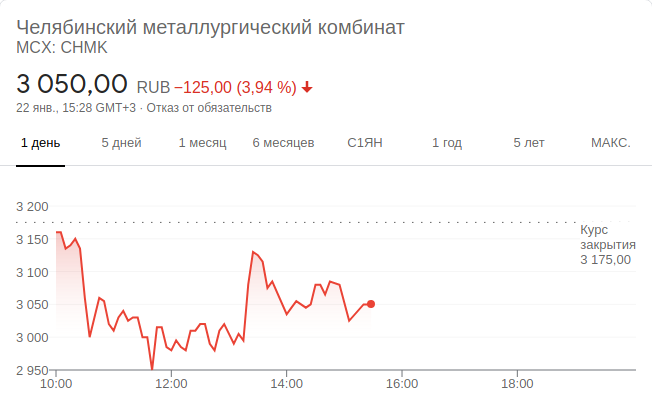 Челябинский металлургический комбинат
MCX: CHMK
3 050,00 RUB −125,00 (3,94 %) ↓
22 янв., 15:28 GMT+3 · Отказ от обязательств
1 день 5 дней 1 месяц 6 месяцев С1ЯН 1 год 5 лет МАКС.
3 200
Курс
закрытия
3 175,00
3 150
3 100
3 050
3 000
2 950
10:00 12:00 14:00 16:00 18:00